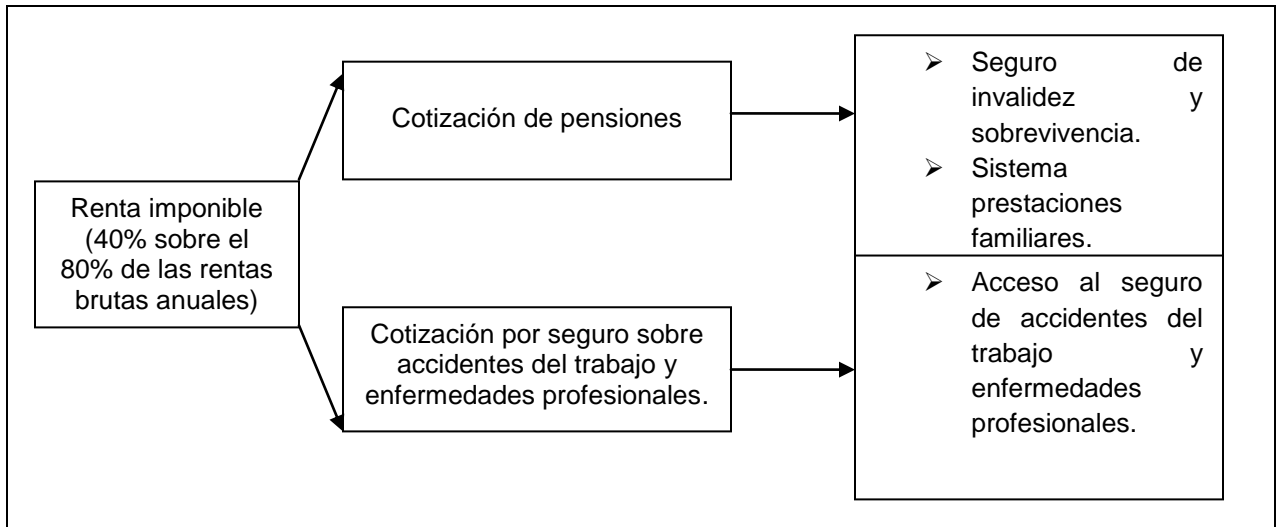 Renta imponible
(40% sobre el
80% de las rentas
brutas anuales)
Cotización de pensiones
➢ Seguro de
invalidez y
sobrevivencia.
➢ Sistema
prestaciones
familiares.
Cotización por seguro sobre
accidentes del trabajo y
enfermedades profesionales.
➢ Acceso al seguro
de accidentes del
trabajo y
enfermedades
profesionales.